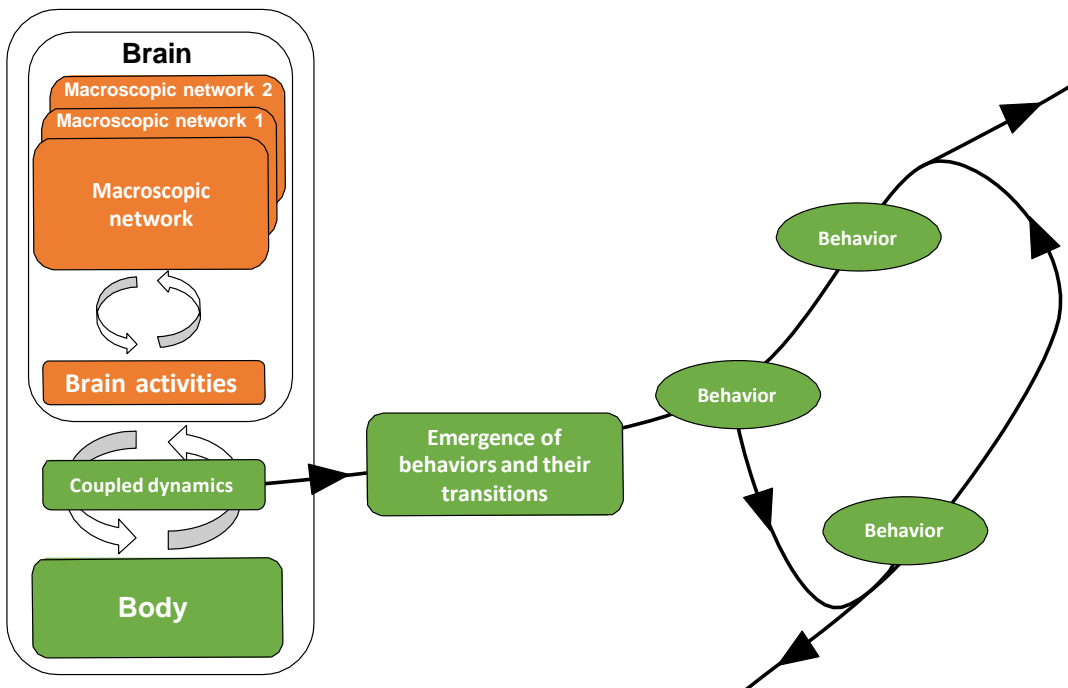 Brain
Macroscopic network 2
Macroscopic network 1
Macroscopic
network
Brain activities
Coupled dynamics
Body
Emergence of
behaviors and their
transitions
Behavior
Behavior
Behavior